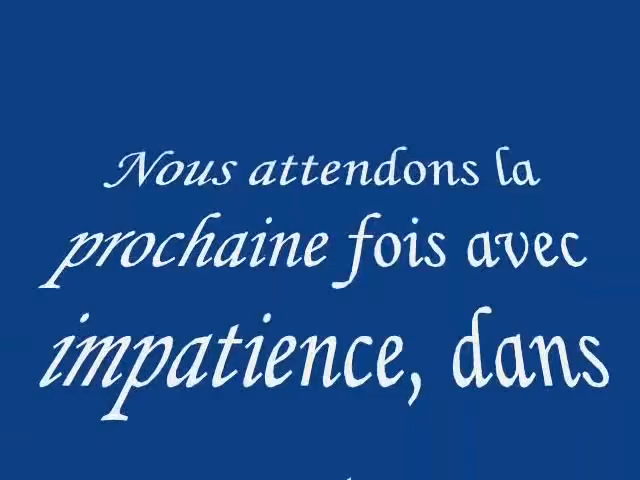 Nous attendons la
prochaine fois avec
impatience, dans